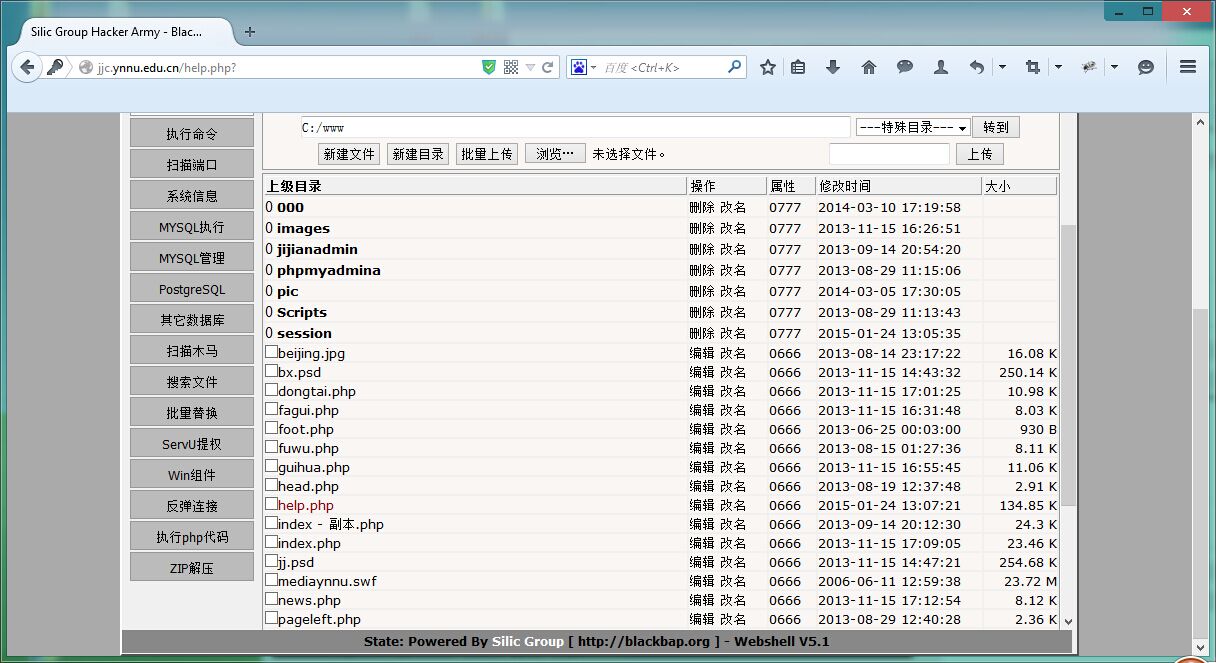 Silic Group Hacker Army - Blac...
jjc.ynnu.edu.cn/help.php?
百度 <Ctrl+K>
执行命令
扫描端口
系统信息
MYSQL执行
MYSQL管理
PostgreSQL
其它数据库
扫描木马
搜索文件
批量替换
ServU提权
Win组件
反弹连接
执行php代码
ZIP解压
C:/www ---特殊目录--- 转到
新建文件 新建目录 批量上传 浏览… 未选择文件。 上传
上级目录 操作 属性 修改时间 大小
0 000 删除 改名 0777 2014-03-10 17:19:58
0 images 删除 改名 0777 2013-11-15 16:26:51
0 jijianadmin 删除 改名 0777 2013-09-14 20:54:20
0 phpmyadmina 删除 改名 0777 2013-08-29 11:15:06
0 pic 删除 改名 0777 2014-03-05 17:30:05
0 Scripts 删除 改名 0777 2013-08-29 11:13:43
0 session 删除 改名 0777 2015-01-24 13:05:35
beijing.jpg 编辑 改名 0666 2013-08-14 23:17:22 16.08 K
bx.psd 编辑 改名 0666 2013-11-15 14:43:32 250.14 K
dongtai.php 编辑 改名 0666 2013-11-15 17:01:25 10.98 K
fagui.php 编辑 改名 0666 2013-11-15 16:31:48 8.03 K
foot.php 编辑 改名 0666 2013-06-25 00:03:00 930 B
fuwu.php 编辑 改名 0666 2013-08-15 01:27:36 8.11 K
guihua.php 编辑 改名 0666 2013-11-15 16:55:45 11.06 K
head.php 编辑 改名 0666 2013-08-19 12:37:48 2.91 K
help.php 编辑 改名 0666 2015-01-24 13:07:21 134.85 K
index - 副本.php 编辑 改名 0666 2013-09-14 20:12:30 24.3 K
index.php 编辑 改名 0666 2013-11-15 17:09:05 23.46 K
jj.psd 编辑 改名 0666 2013-11-15 14:47:21 254.68 K
mediaynnu.swf 编辑 改名 0666 2006-06-11 12:59:38 23.72 M
news.php 编辑 改名 0666 2013-11-15 17:12:54 8.12 K
pageleft.php 编辑 改名 0666 2013-08-29 12:40:28 2.36 K
State: Powered By Silic Group [ http://blackbap.org ] - Webshell V5.1